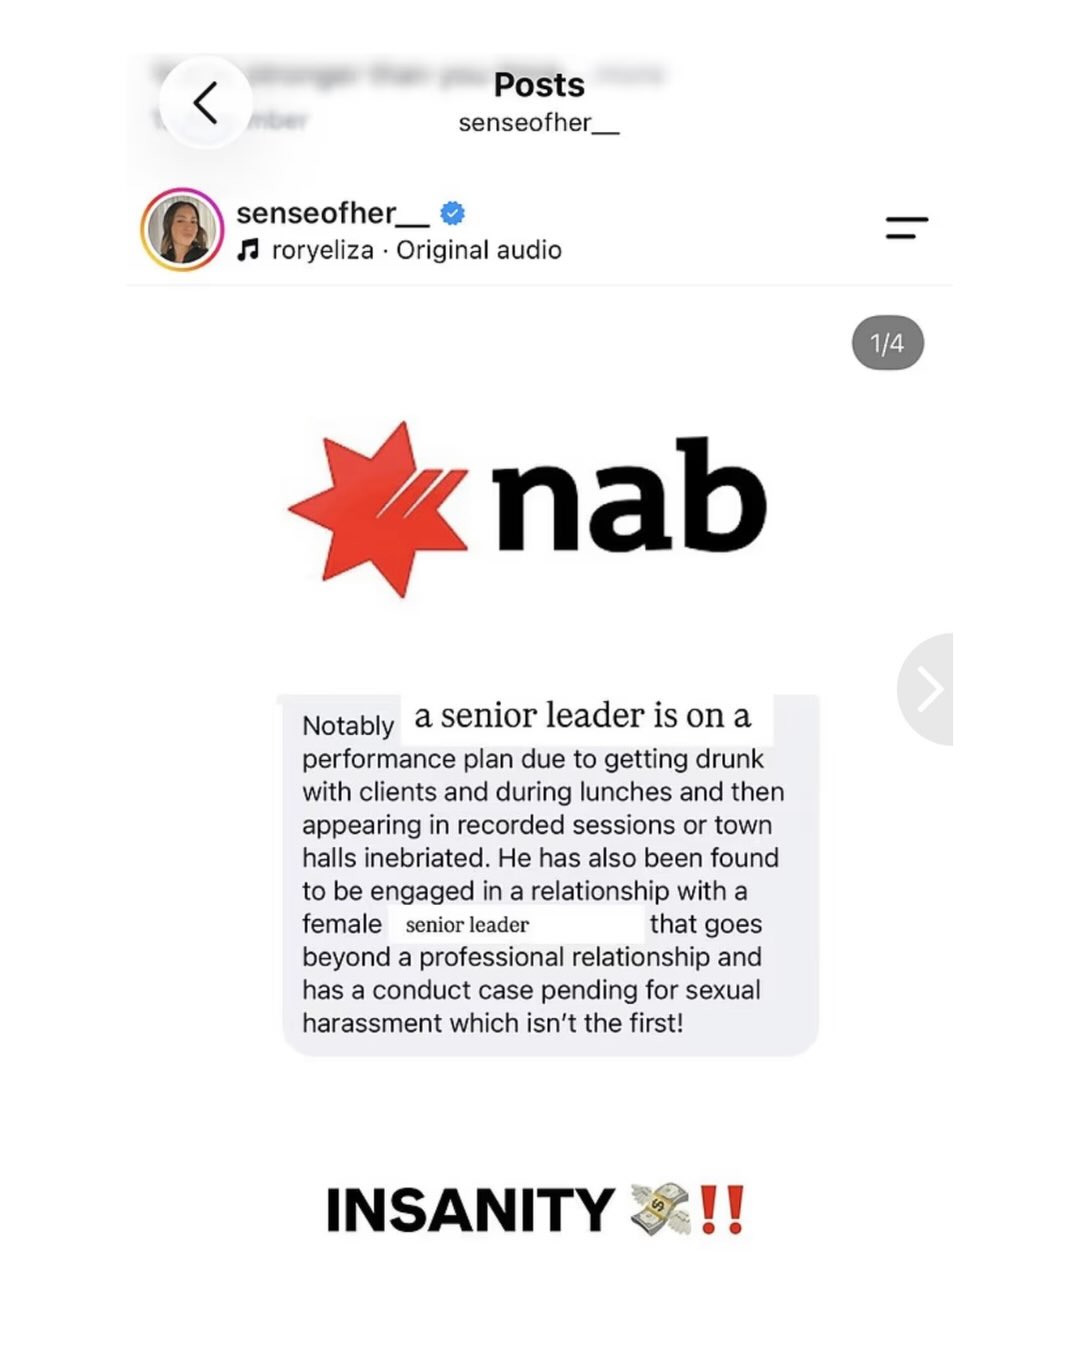 Posts
senseofher__
senseofher__
roryeliza · Original audio
1/4
nab
Notably a senior leader is on a
performance plan due to getting drunk
with clients and during lunches and then
appearing in recorded sessions or town
halls inebriated. He has also been found
to be engaged in a relationship with a
female senior leader that goes
beyond a professional relationship and
has a conduct case pending for sexual
harassment which isn't the first!
INSANITY 💸‼️